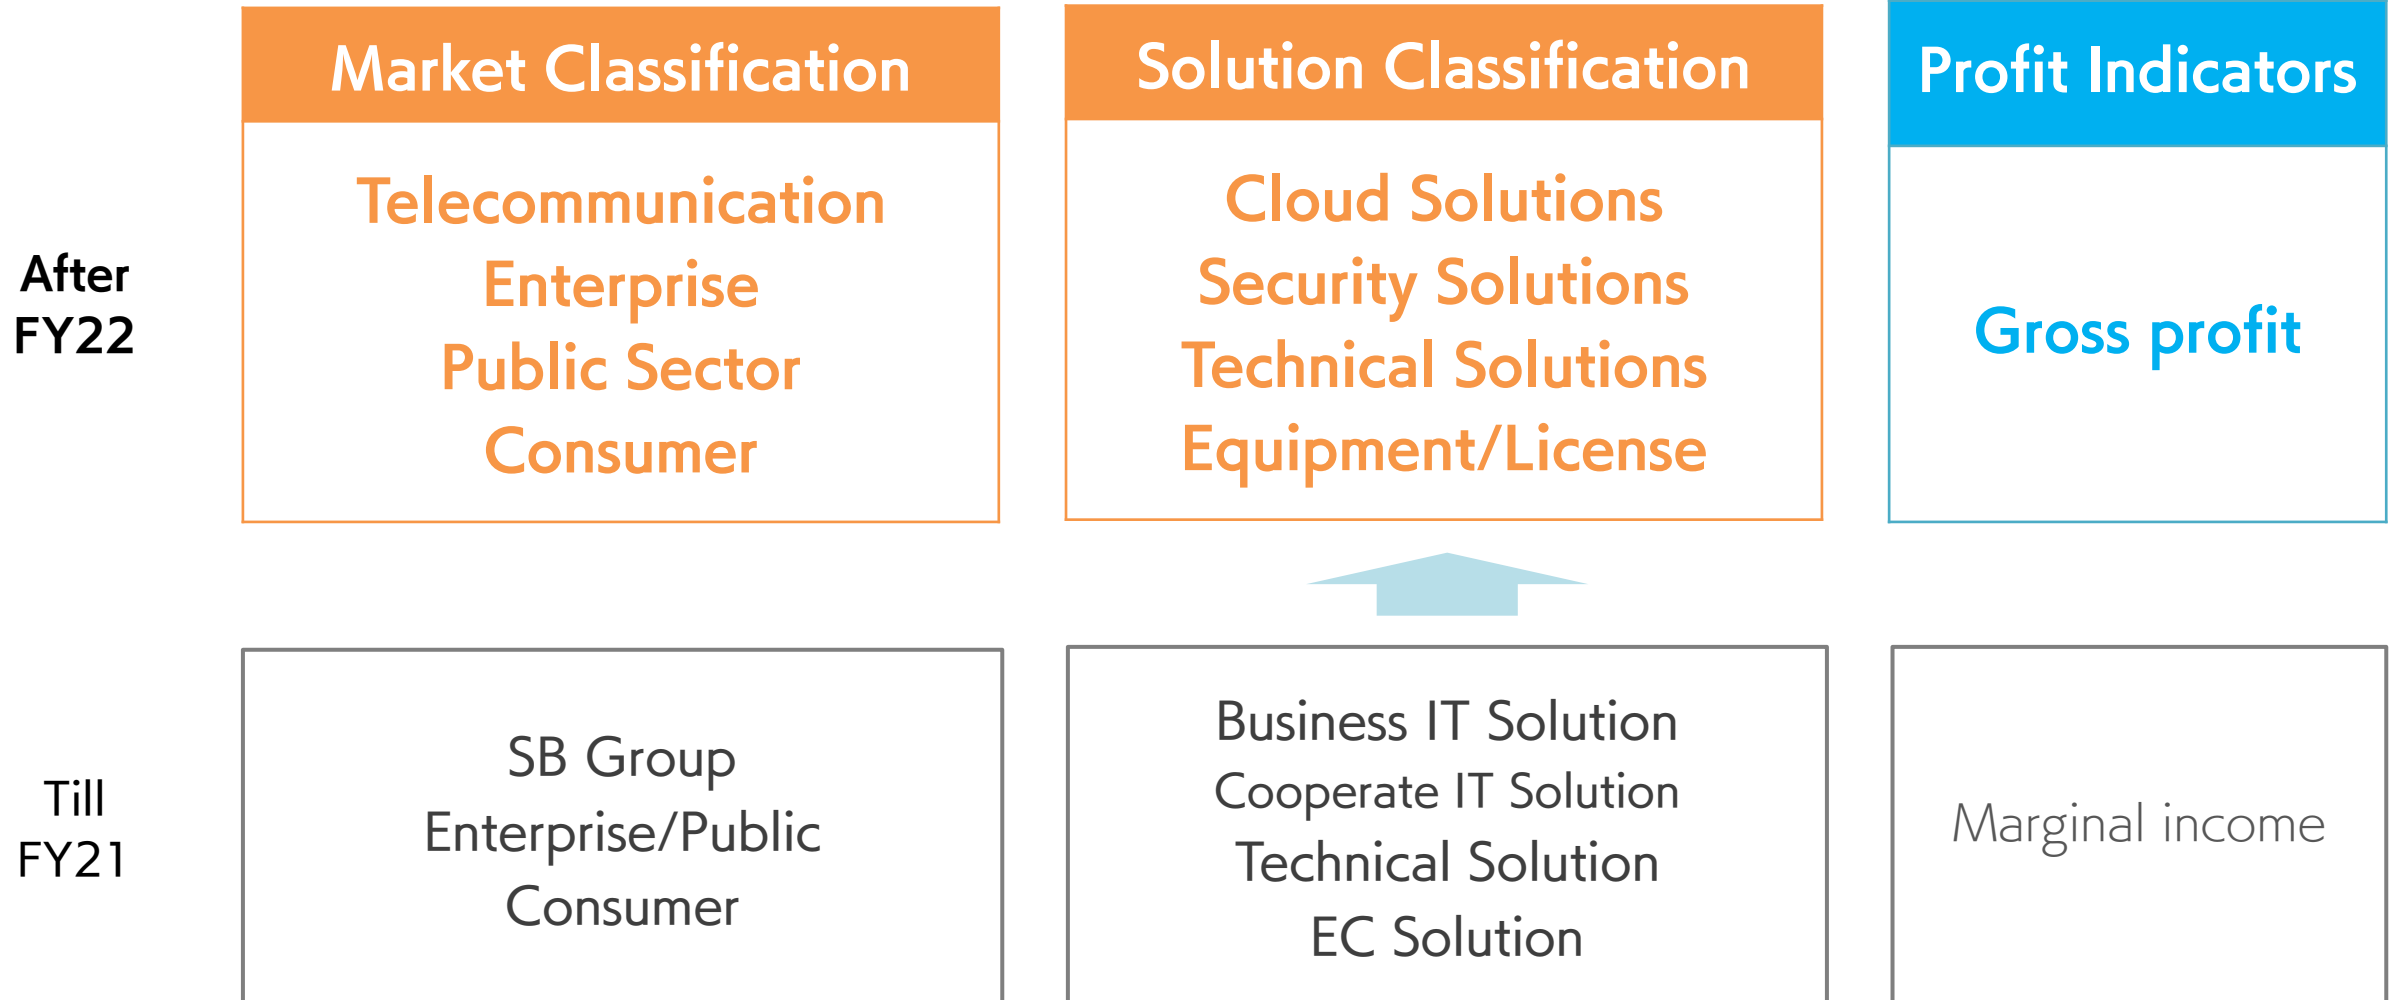 Market Classification
Solution Classification
Profit Indicators
After
FY22
Telecommunication
Enterprise
Public Sector
Consumer
Cloud Solutions
Security Solutions
Technical Solutions
Equipment/License
Gross profit
Till
FY21
SB Group
Enterprise/Public
Consumer
Business IT Solution
Cooperate IT Solution
Technical Solution
EC Solution
Marginal income